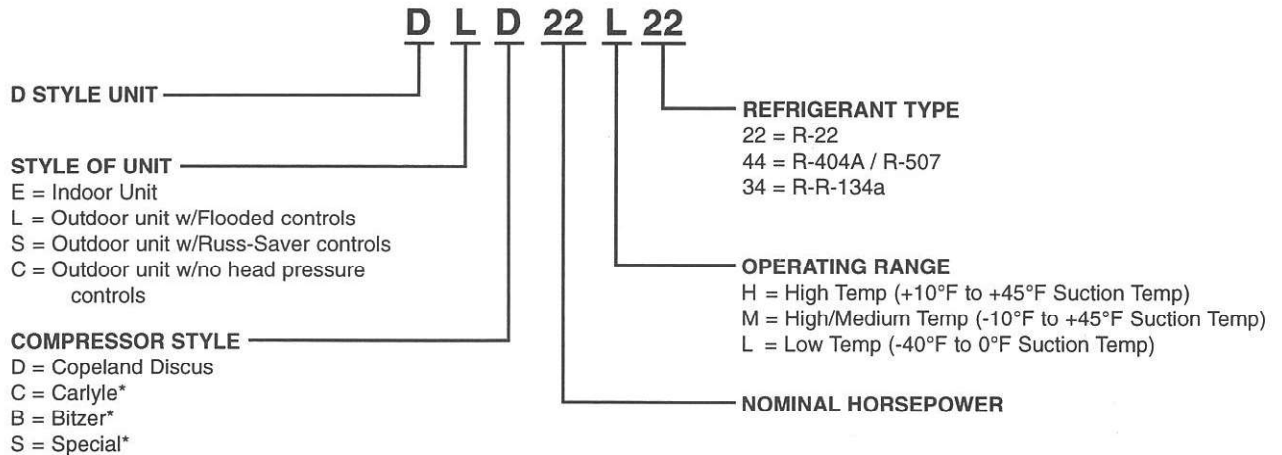 D L D 22 L 22
D STYLE UNIT
STYLE OF UNIT
E = Indoor Unit
L = Outdoor unit w/Flooded controls
S = Outdoor unit w/Russ-Saver controls
C = Outdoor unit w/no head pressure
controls
COMPRESSOR STYLE
D = Copeland Discus
C = Carlyle*
B = Bitzer*
S = Special*
REFRIGERANT TYPE
22 = R-22
44 = R-404A / R-507
34 = R-R-134a
OPERATING RANGE
H = High Temp (+10°F to +45°F Suction Temp)
M = High/Medium Temp (-10°F to +45°F Suction Temp)
L = Low Temp (-40°F to 0°F Suction Temp)
NOMINAL HORSEPOWER